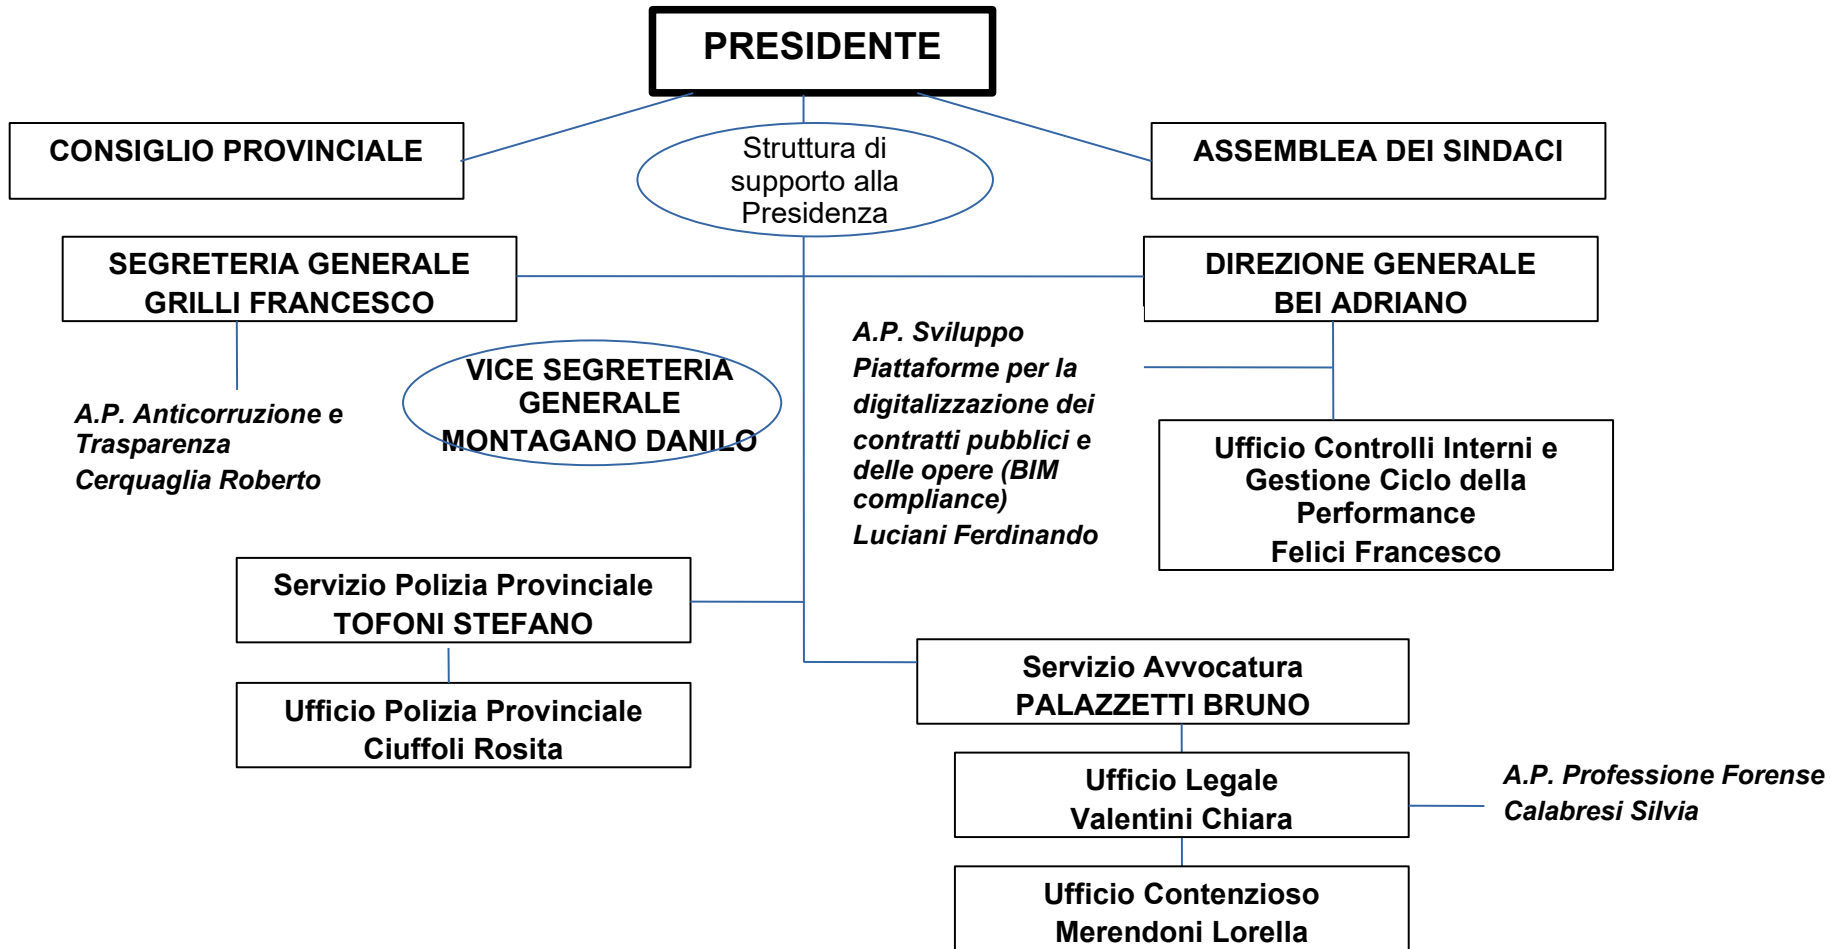 PRESIDENTE
CONSIGLIO PROVINCIALE
Struttura di
supporto alla
Presidenza
ASSEMBLEA DEI SINDACI
SEGRETERIA GENERALE
GRILLI FRANCESCO
DIREZIONE GENERALE
BEI ADRIANO
VICE SEGRETERIA
GENERALE
MONTAGANO DANILO
A.P. Anticorruzione e
Trasparenza
Cerquaglia Roberto
A.P. Sviluppo
Piattaforme per la
digitalizzazione dei
contratti pubblici e
delle opere (BIM
compliance)
Luciani Ferdinando
Ufficio Controlli Interni e
Gestione Ciclo della
Performance
Felici Francesco
Servizio Polizia Provinciale
TOFONI STEFANO
Ufficio Polizia Provinciale
Ciuffoli Rosita
Servizio Avvocatura
PALAZZETTI BRUNO
Ufficio Legale
Valentini Chiara
A.P. Professione Forense
Calabresi Silvia
Ufficio Contenzioso
Merendoni Lorella